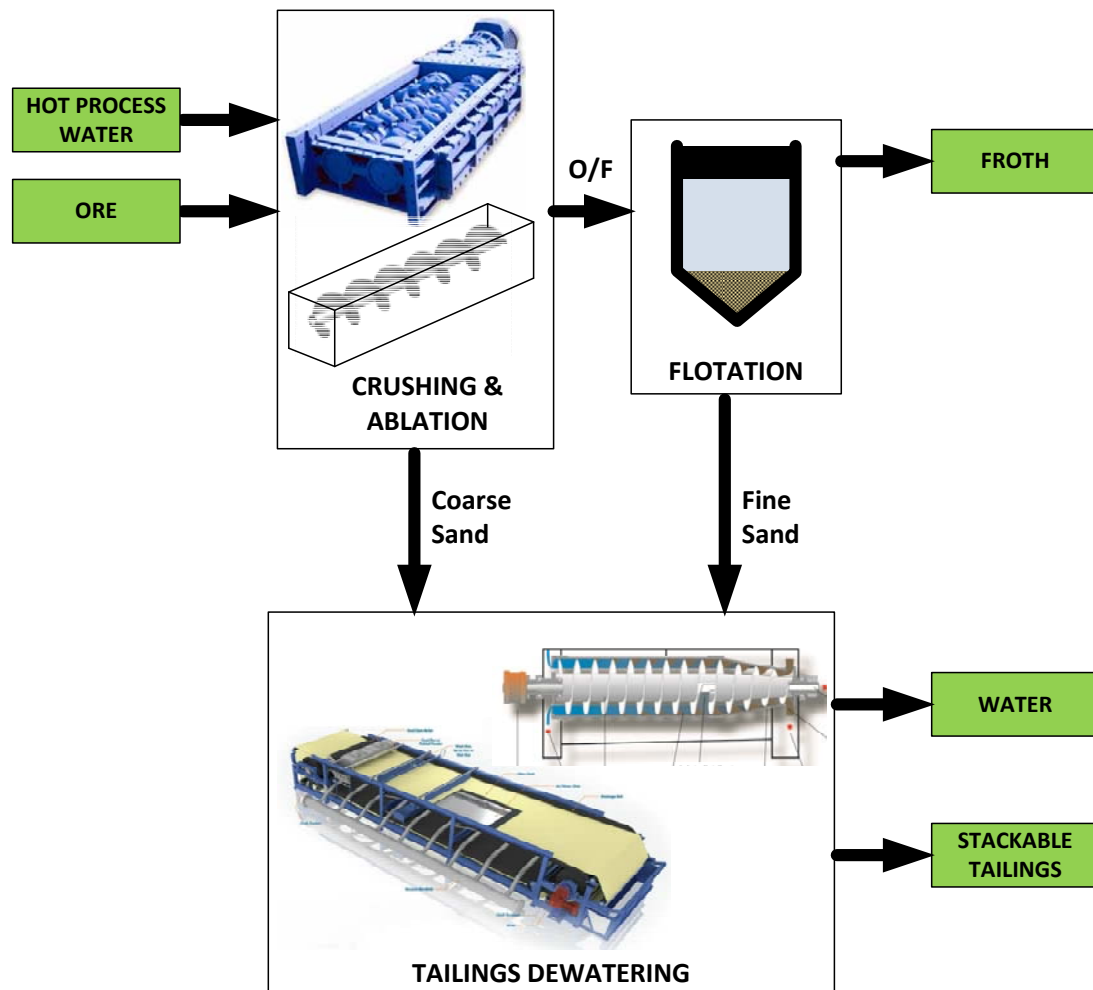 HOT PROCESS
WATER
ORE
O/F
FROTH
CRUSHING &
ABLATION
FLOTATION
Coarse
Sand
Fine
Sand
WATER
STACKABLE
TAILINGS
TAILINGS DEWATERING